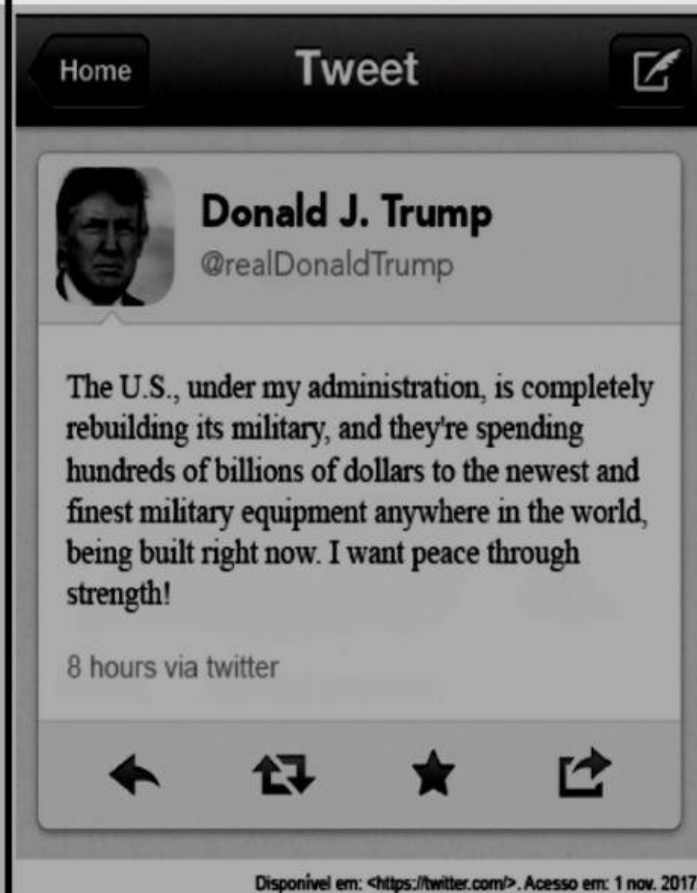 Home
Tweet
Donald J. Trump
@realDonaldTrump
The U.S., under my administration, is completely
rebuilding its military, and they're spending
hundreds of billions of dollars to the newest and
finest military equipment anywhere in the world,
being built right now. I want peace through
strength!
8 hours via twitter
Disponível em: <https://twitter.com/>. Acesso em: 1 nov. 2017